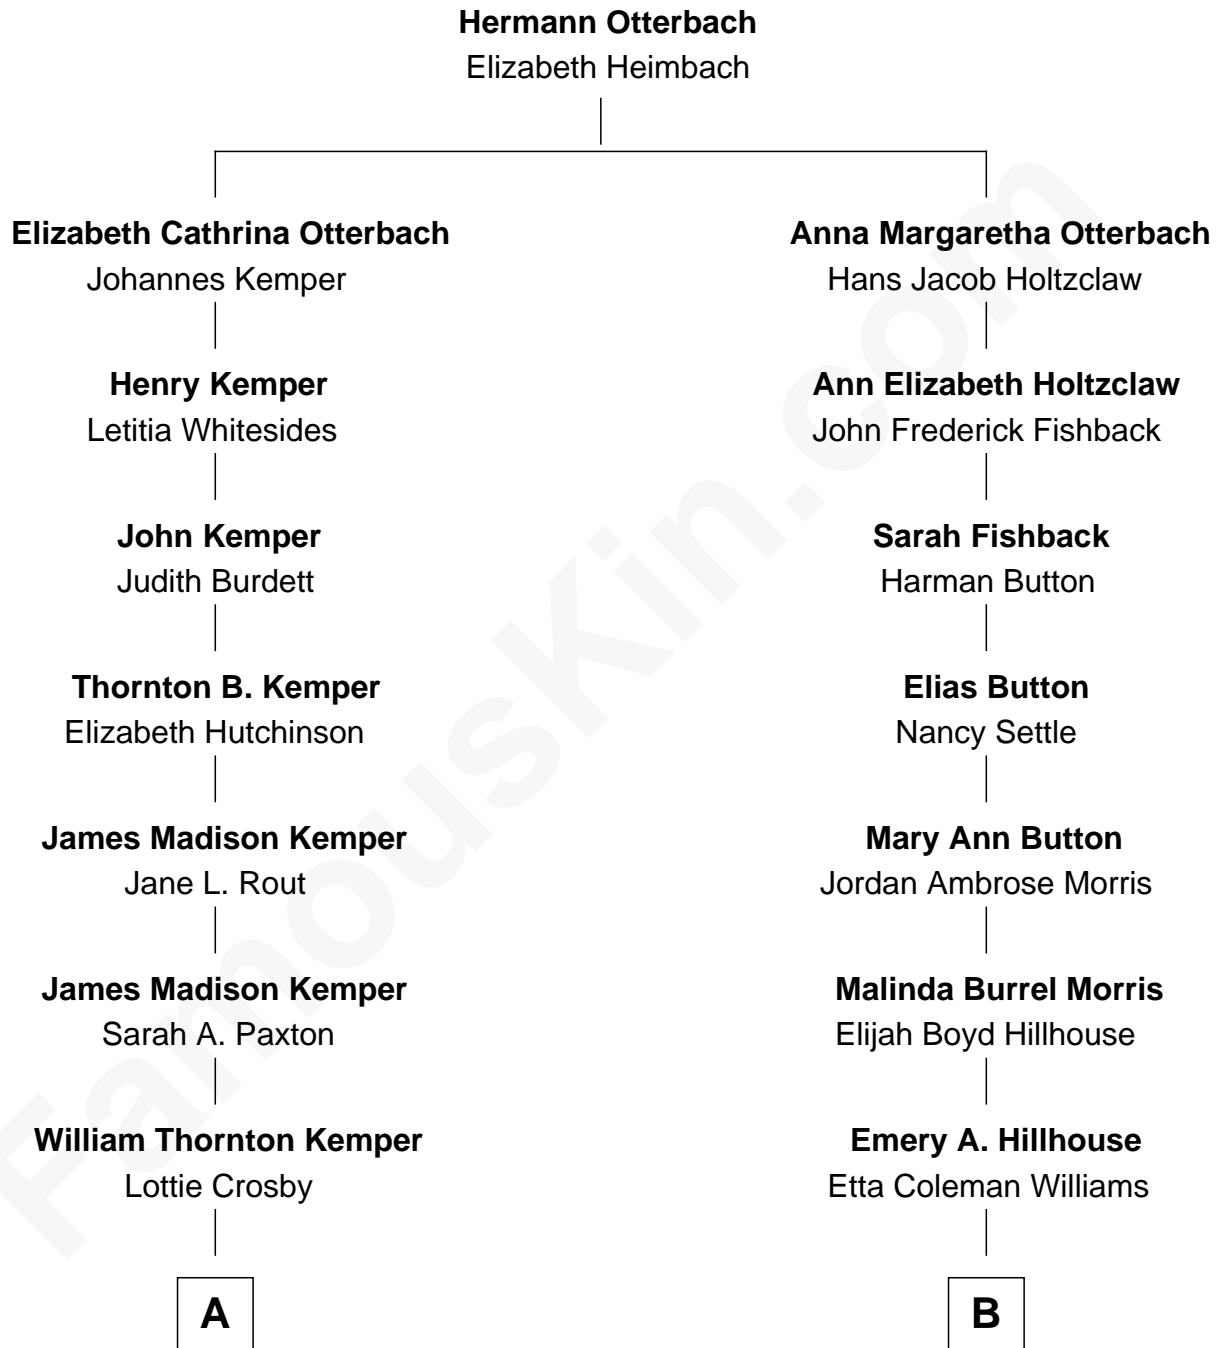 Hermann Otterbach
Elizabeth Heimbach
Elizabeth Cathrina Otterbach
Johannes Kemper
Anna Margaretha Otterbach
Hans Jacob Holtzclaw
Henry Kemper
Letitia Whitesides
Ann Elizabeth Holtzclaw
John Frederick Fishback
John Kemper
Judith Burdett
Sarah Fishback
Harman Button
Thornton B. Kemper
Elizabeth Hutchinson
Elias Button
Nancy Settle
James Madison Kemper
Jane L. Rout
Mary Ann Button
Jordan Ambrose Morris
James Madison Kemper
Sarah A. Paxton
Malinda Burrel Morris
Elijah Boyd Hillhouse
William Thornton Kemper
Lottie Crosby
Emery A. Hillhouse
Etta Coleman Williams
A
B
FamousKin.com